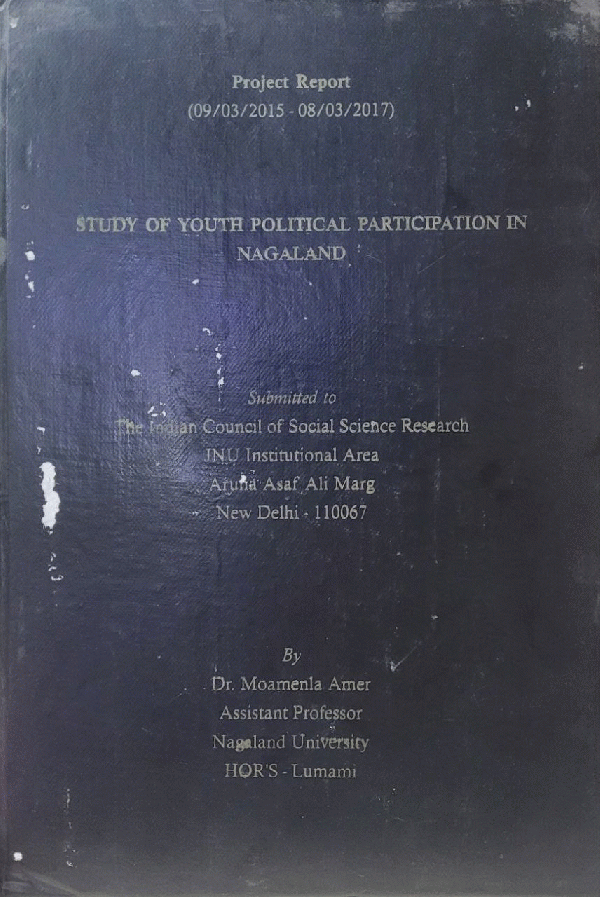 Project Report
(09/03/2015 - 08/03/2017)
STUDY OF YOUTH POLITICAL PARTICIPATION IN
NAGALAND
Submitted to
The Indian Council of Social Science Research
JNU Institutional Area
Aruna Asaf Ali Marg
New Delhi - 110067
By
Dr. Moamenla Amer
Assistant Professor
Nagaland University
HQR'S - Lumami